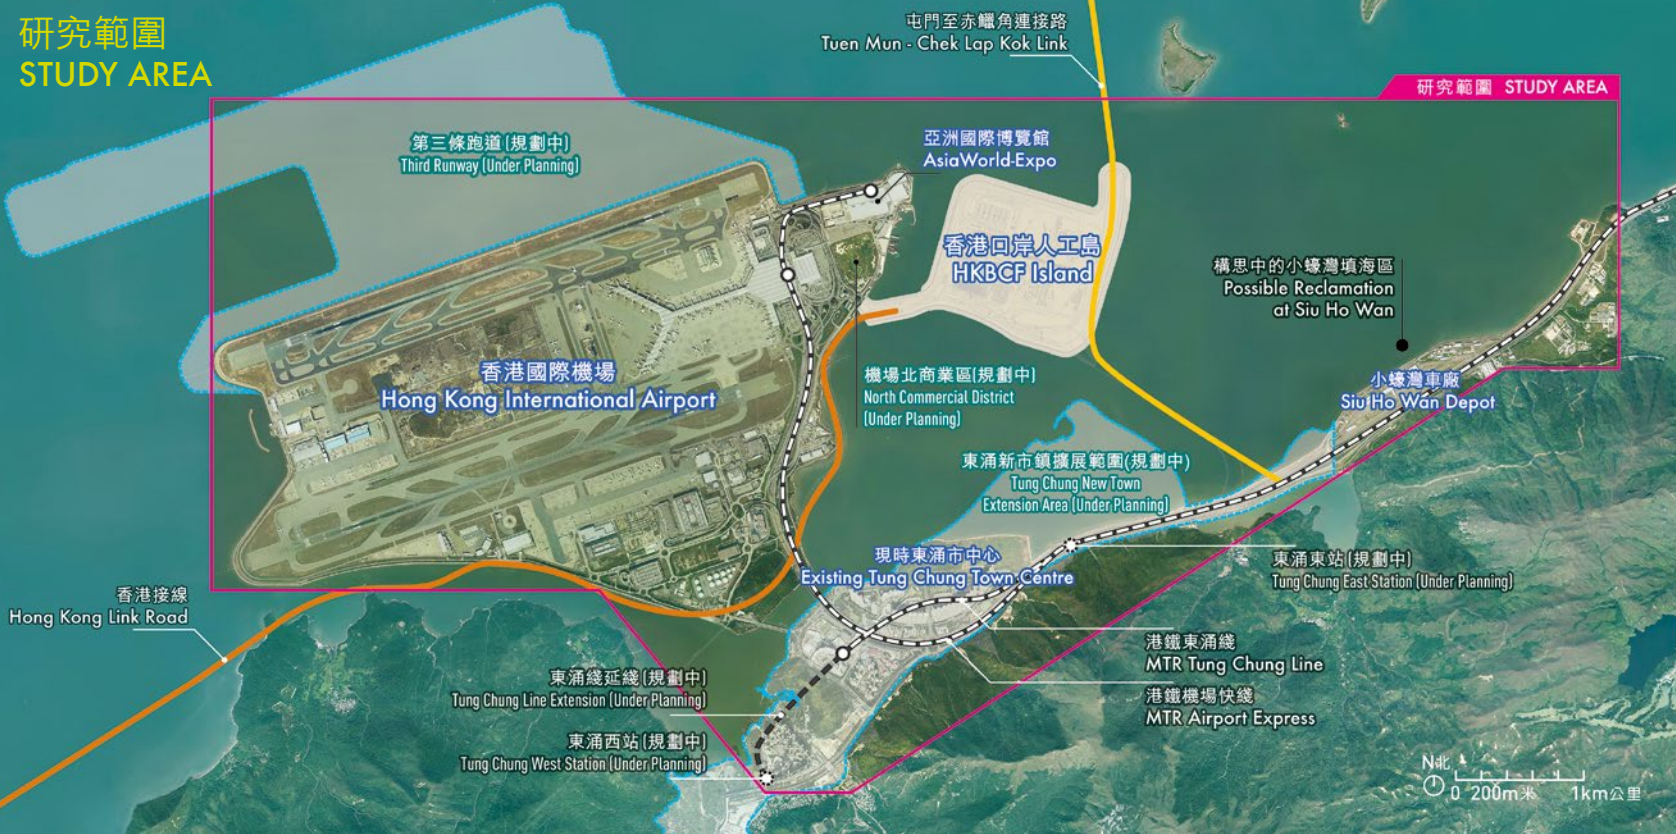 研究範圍
STUDY AREA
屯門至赤鱲角連接路
Tuen Mun - Chek Lap Kok Link
研究範圍 STUDY AREA
第三條跑道(規劃中)
Third Runway (Under Planning)
亞洲國際博覽館
AsiaWorld-Expo
香港口岸人工島
HKBCF Island
構思中的小蠔灣填海區
Possible Reclamation
at Siu Ho Wan
香港國際機場
Hong Kong International Airport
機場北商業區(規劃中)
North Commercial District
(Under Planning)
小蠔灣車廠
Siu Ho Wan Depot
東涌新市鎮擴展範圍(規劃中)
Tung Chung New Town
Extension Area (Under Planning)
現時東涌市中心
Existing Tung Chung Town Centre
東涌東站(規劃中)
Tung Chung East Station (Under Planning)
香港接線
Hong Kong Link Road
港鐵東涌綫
MTR Tung Chung Line
東涌綫延綫(規劃中)
Tung Chung Line Extension (Under Planning)
港鐵機場快綫
MTR Airport Express
東涌西站(規劃中)
Tung Chung West Station (Under Planning)
N北
0 200m米 1km公里